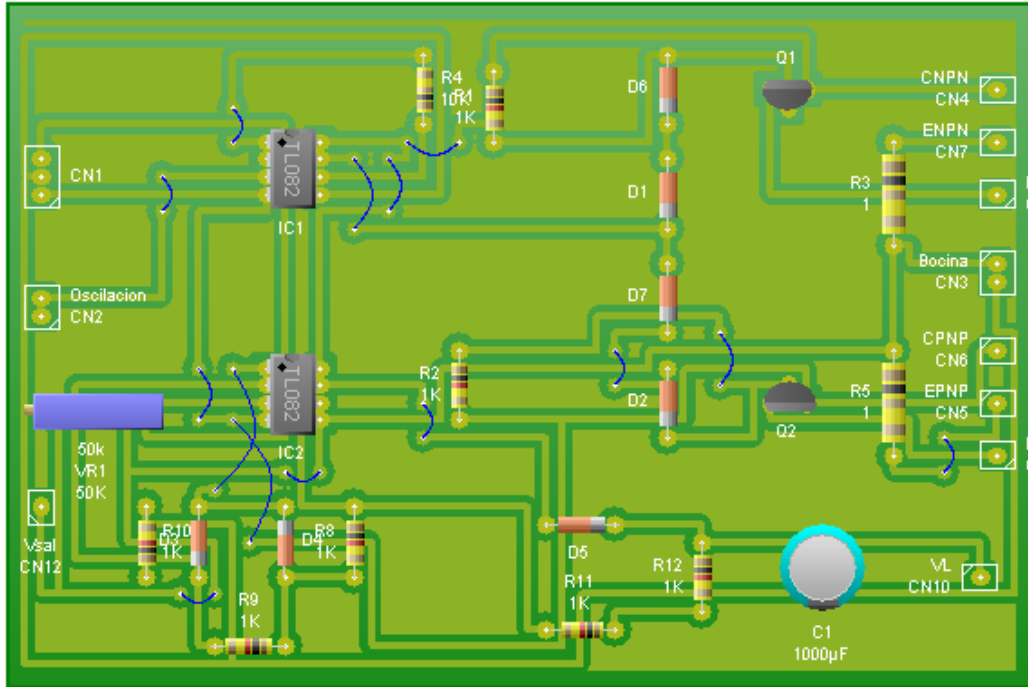 Q1
CNPN
CN4
R4
10K
R1
1K
D6
ENPN
CN7
TL082
CN1
IC1
D1
R3
1
Bocina
CN3
Oscilacion
CN2
D7
CPNP
CN6
TL082
R2
1K
D2
R5
1
EPNP
CN5
Q2
IC2
50k
VR1
50K
Vsal
CN12
D3
R10
1K
D4
R8
1K
D5
R12
1K
R11
1K
VL
CN10
R9
1K
C1
1000µF